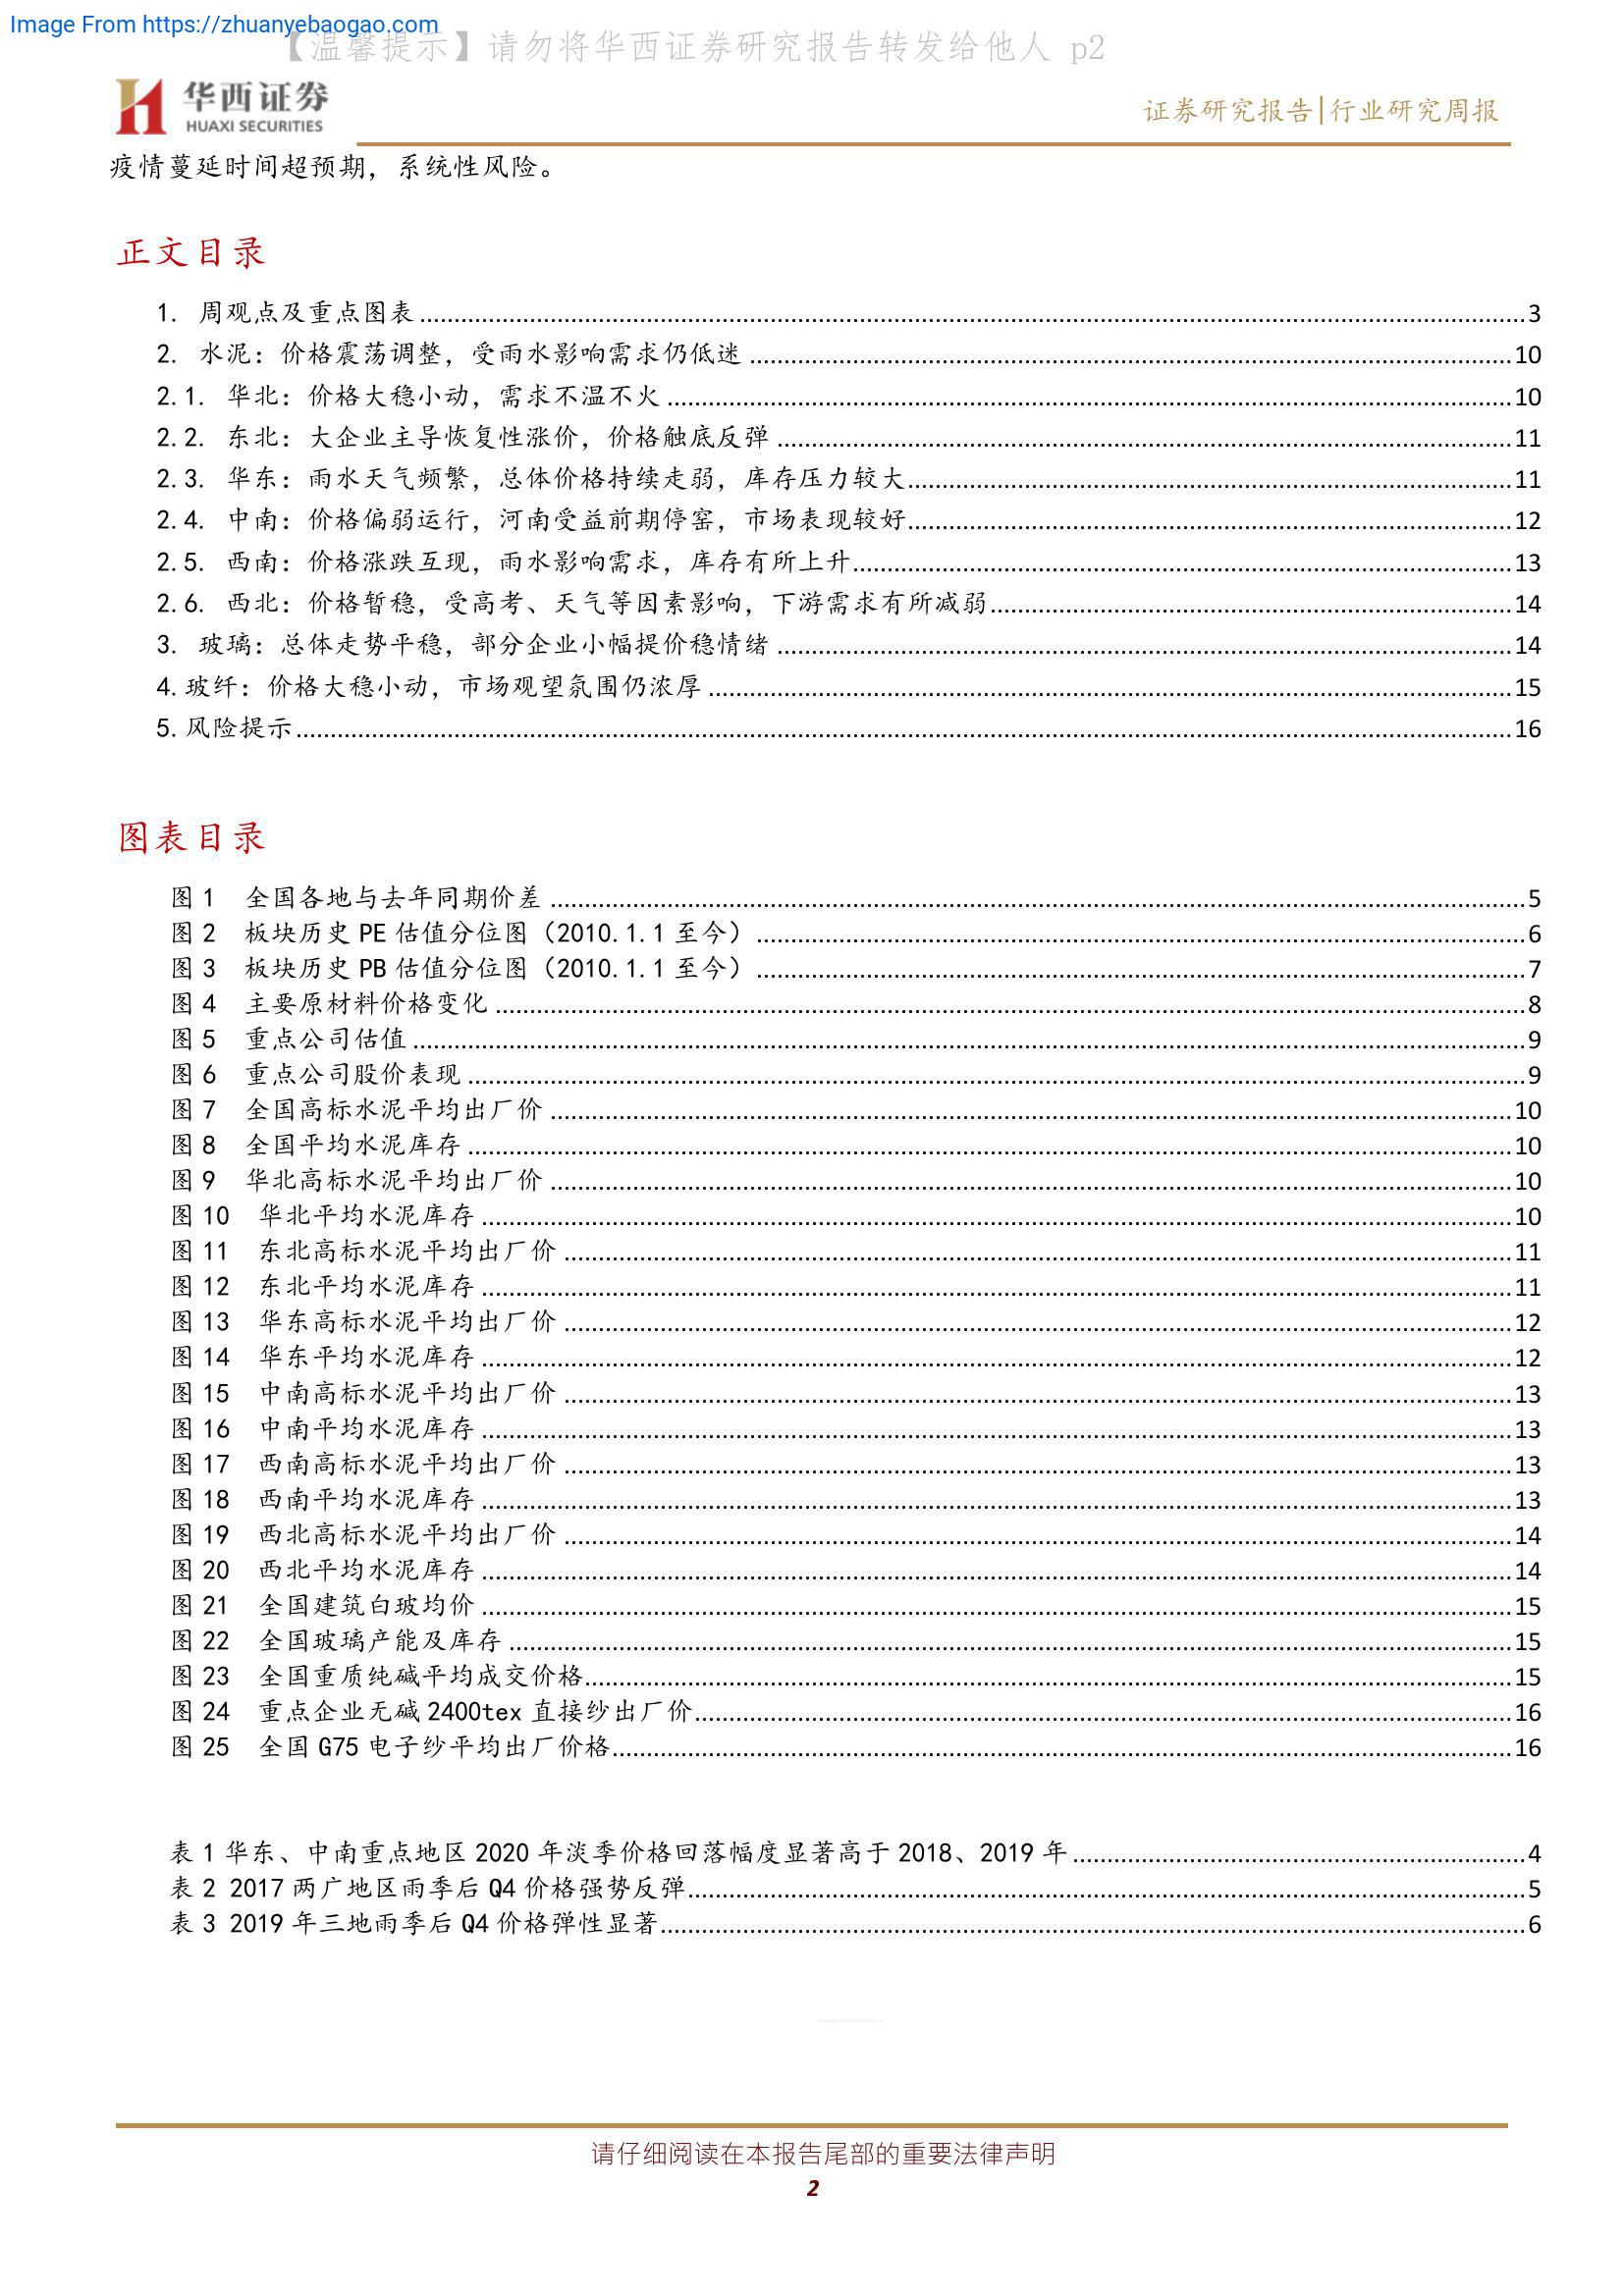 Image From https://zhuanyebaogao.com
【温馨提示】请勿将华西证券研究报告转发给他人 p2
华西证券
HUAXI SECURITIES
证券研究报告|行业研究周报
疫情蔓延时间超预期，系统性风险。
正文目录
1. 周观点及重点图表 3
2. 水泥：价格震荡调整，受雨水影响需求仍低迷 10
2.1. 华北：价格大稳小动，需求不温不火 10
2.2. 东北：大企业主导恢复性涨价，价格触底反弹 11
2.3. 华东：雨水天气频繁，总体价格持续走弱，库存压力较大 11
2.4. 中南：价格偏弱运行，河南受益前期停窑，市场表现较好 12
2.5. 西南：价格涨跌互现，雨水影响需求，库存有所上升 13
2.6. 西北：价格暂稳，受高考、天气等因素影响，下游需求有所减弱 14
3. 玻璃：总体走势平稳，部分企业小幅提价稳情绪 14
4.玻纤：价格大稳小动，市场观望氛围仍浓厚 15
5.风险提示 16
图表目录
图 1 全国各地与去年同期价差 5
图 2 板块历史 PE 估值分位图（2010.1.1 至今） 6
图 3 板块历史 PB 估值分位图（2010.1.1 至今） 7
图 4 主要原材料价格变化 8
图 5 重点公司估值 9
图 6 重点公司股价表现 9
图 7 全国高标水泥平均出厂价 10
图 8 全国平均水泥库存 10
图 9 华北高标水泥平均出厂价 10
图 10 华北平均水泥库存 10
图 11 东北高标水泥平均出厂价 11
图 12 东北平均水泥库存 11
图 13 华东高标水泥平均出厂价 12
图 14 华东平均水泥库存 12
图 15 中南高标水泥平均出厂价 13
图 16 中南平均水泥库存 13
图 17 西南高标水泥平均出厂价 13
图 18 西南平均水泥库存 13
图 19 西北高标水泥平均出厂价 14
图 20 西北平均水泥库存 14
图 21 全国建筑白玻均价 15
图 22 全国玻璃产能及库存 15
图 23 全国重质纯碱平均成交价格 15
图 24 重点企业无碱 2400tex 直接纱出厂价 16
图 25 全国 G75 电子纱平均出厂价格 16
表 1 华东、中南重点地区 2020 年淡季价格回落幅度显著高于 2018、2019 年 4
表 2 2017 两广地区雨季后 Q4 价格强势反弹 5
表 3 2019 年三地雨季后 Q4 价格弹性显著 6
请仔细阅读在本报告尾部的重要法律声明
2